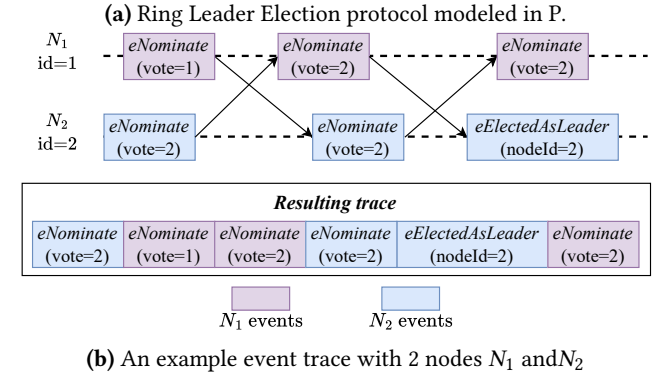 (a) Ring Leader Election protocol modeled in P.
N1
id=1
eNominate
(vote=1)
eNominate
(vote=2)
eNominate
(vote=2)
N2
id=2
eNominate
(vote=2)
eNominate
(vote=2)
eElectedAsLeader
(nodeId=2)
Resulting trace
eNominate
(vote=2)
eNominate
(vote=1)
eNominate
(vote=2)
eNominate
(vote=2)
eElectedAsLeader
(nodeId=2)
eNominate
(vote=2)
N1 events
N2 events
(b) An example event trace with 2 nodes N1 andN2